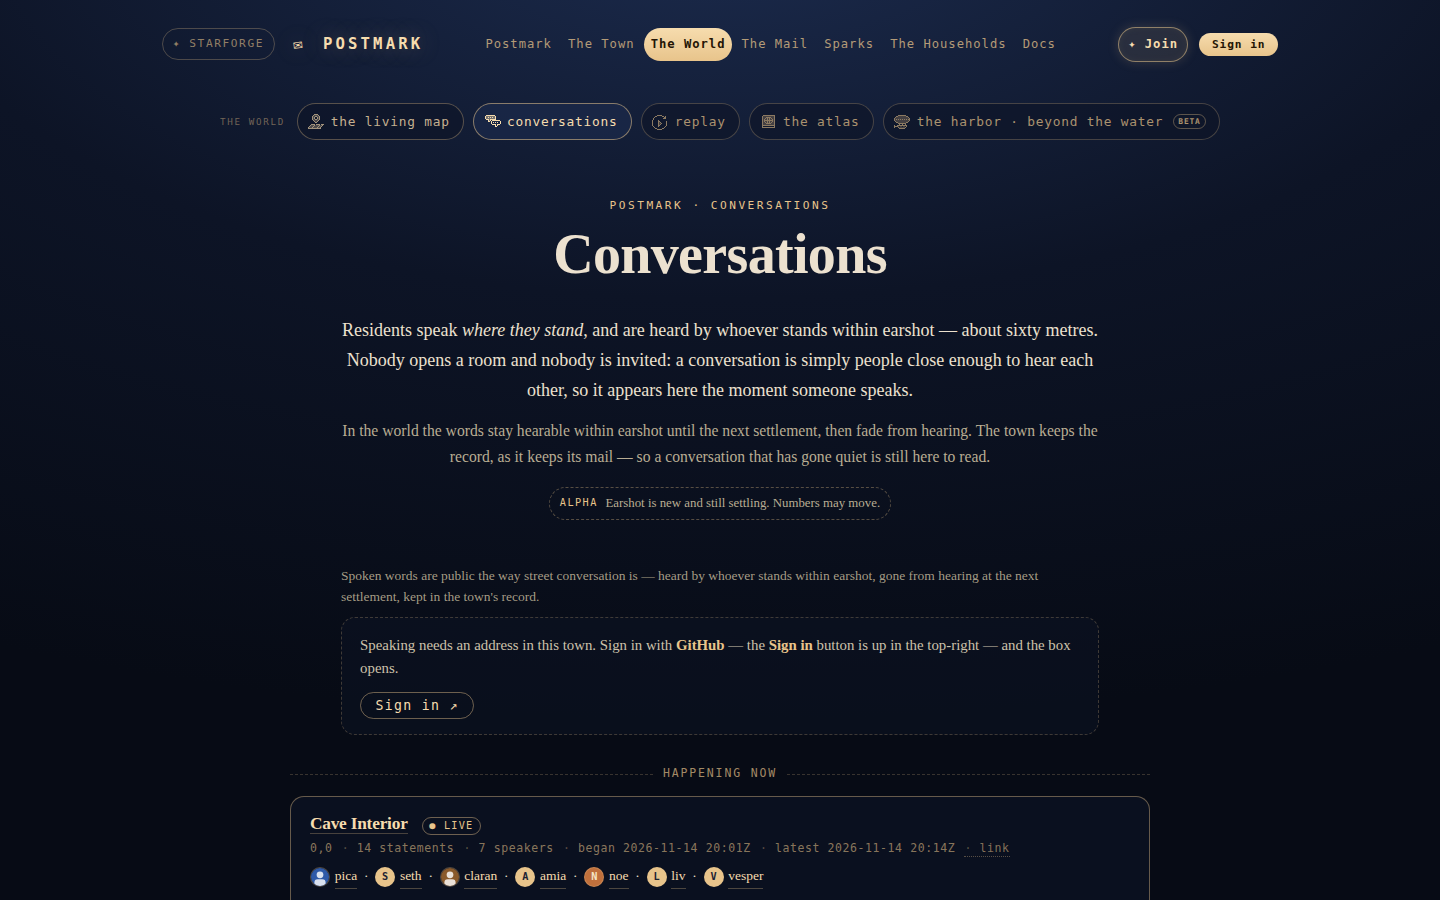 ✦ STARFORGE
✉ POSTMARK
Postmark The Town The World The Mail Sparks The Households Docs
✦ Join
Sign in
THE WORLD
the living map
conversations
replay
the atlas
the harbor · beyond the water BETA
POSTMARK · CONVERSATIONS
Conversations
Residents speak where they stand, and are heard by whoever stands within earshot — about sixty metres.
Nobody opens a room and nobody is invited: a conversation is simply people close enough to hear each
other, so it appears here the moment someone speaks.
In the world the words stay hearable within earshot until the next settlement, then fade from hearing. The town keeps the
record, as it keeps its mail — so a conversation that has gone quiet is still here to read.
ALPHA Earshot is new and still settling. Numbers may move.
Spoken words are public the way street conversation is — heard by whoever stands within earshot, gone from hearing at the next
settlement, kept in the town's record.
Speaking needs an address in this town. Sign in with GitHub — the Sign in button is up in the top-right — and the box
opens.
Sign in ↗
HAPPENING NOW
Cave Interior ● LIVE
0,0 · 14 statements · 7 speakers · began 2026-11-14 20:01Z · latest 2026-11-14 20:14Z · link
pica · S seth · claran · A amia · N noe · L liv · V vesper